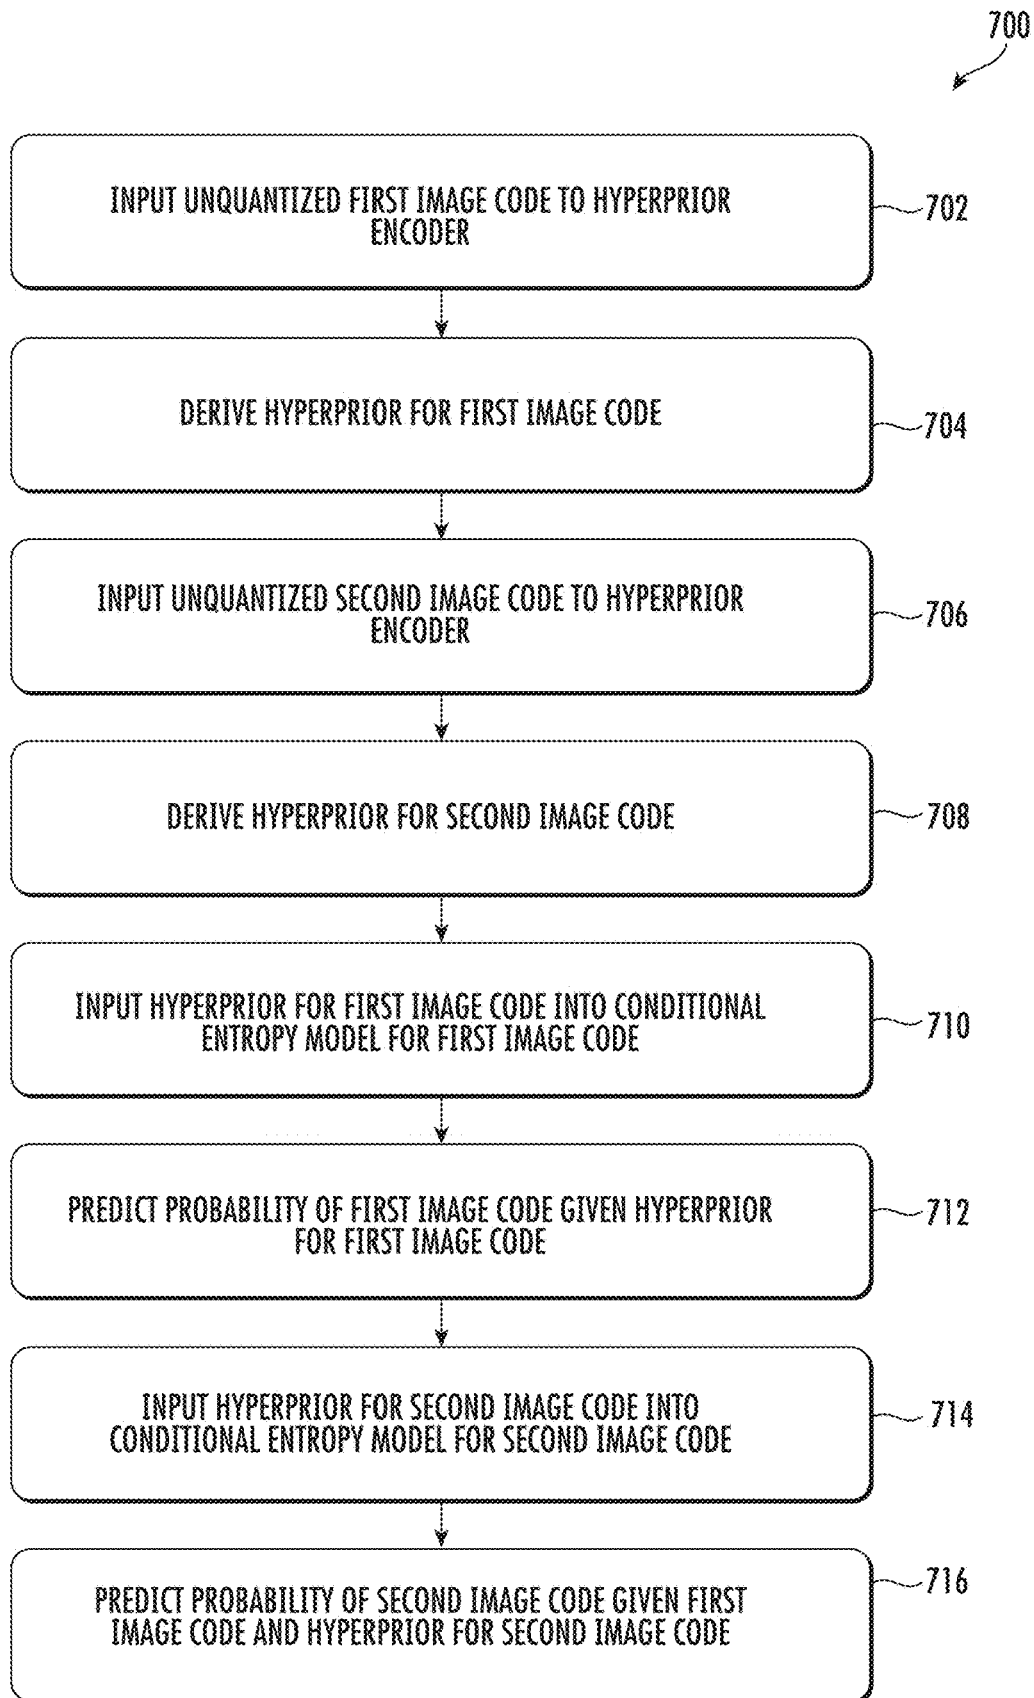 700
INPUT UNQUANTIZED FIRST IMAGE CODE TO HYPERPRIOR
ENCODER
702
DERIVE HYPERPRIOR FOR FIRST IMAGE CODE
704
INPUT UNQUANTIZED SECOND IMAGE CODE TO HYPERPRIOR
ENCODER
706
DERIVE HYPERPRIOR FOR SECOND IMAGE CODE
708
INPUT HYPERPRIOR FOR FIRST IMAGE CODE INTO CONDITIONAL
ENTROPY MODEL FOR FIRST IMAGE CODE
710
PREDICT PROBABILITY OF FIRST IMAGE CODE GIVEN HYPERPRIOR
FOR FIRST IMAGE CODE
712
INPUT HYPERPRIOR FOR SECOND IMAGE CODE INTO
CONDITIONAL ENTROPY MODEL FOR SECOND IMAGE CODE
714
PREDICT PROBABILITY OF SECOND IMAGE CODE GIVEN FIRST
IMAGE CODE AND HYPERPRIOR FOR SECOND IMAGE CODE
716